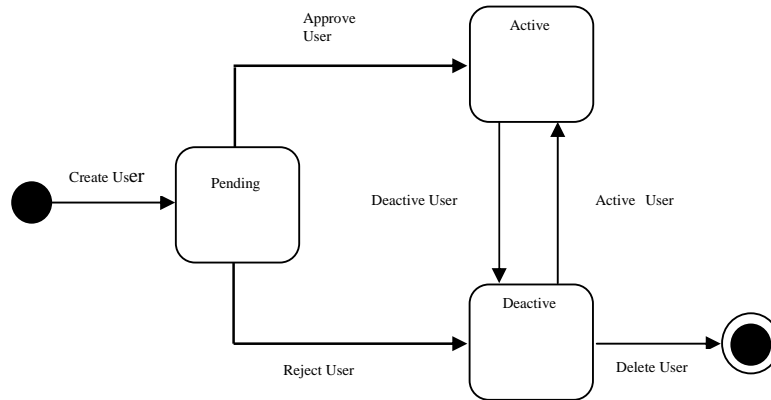 Approve
User
Active
Create User
Pending
Deactive User
Active User
Deactive
Reject User
Delete User